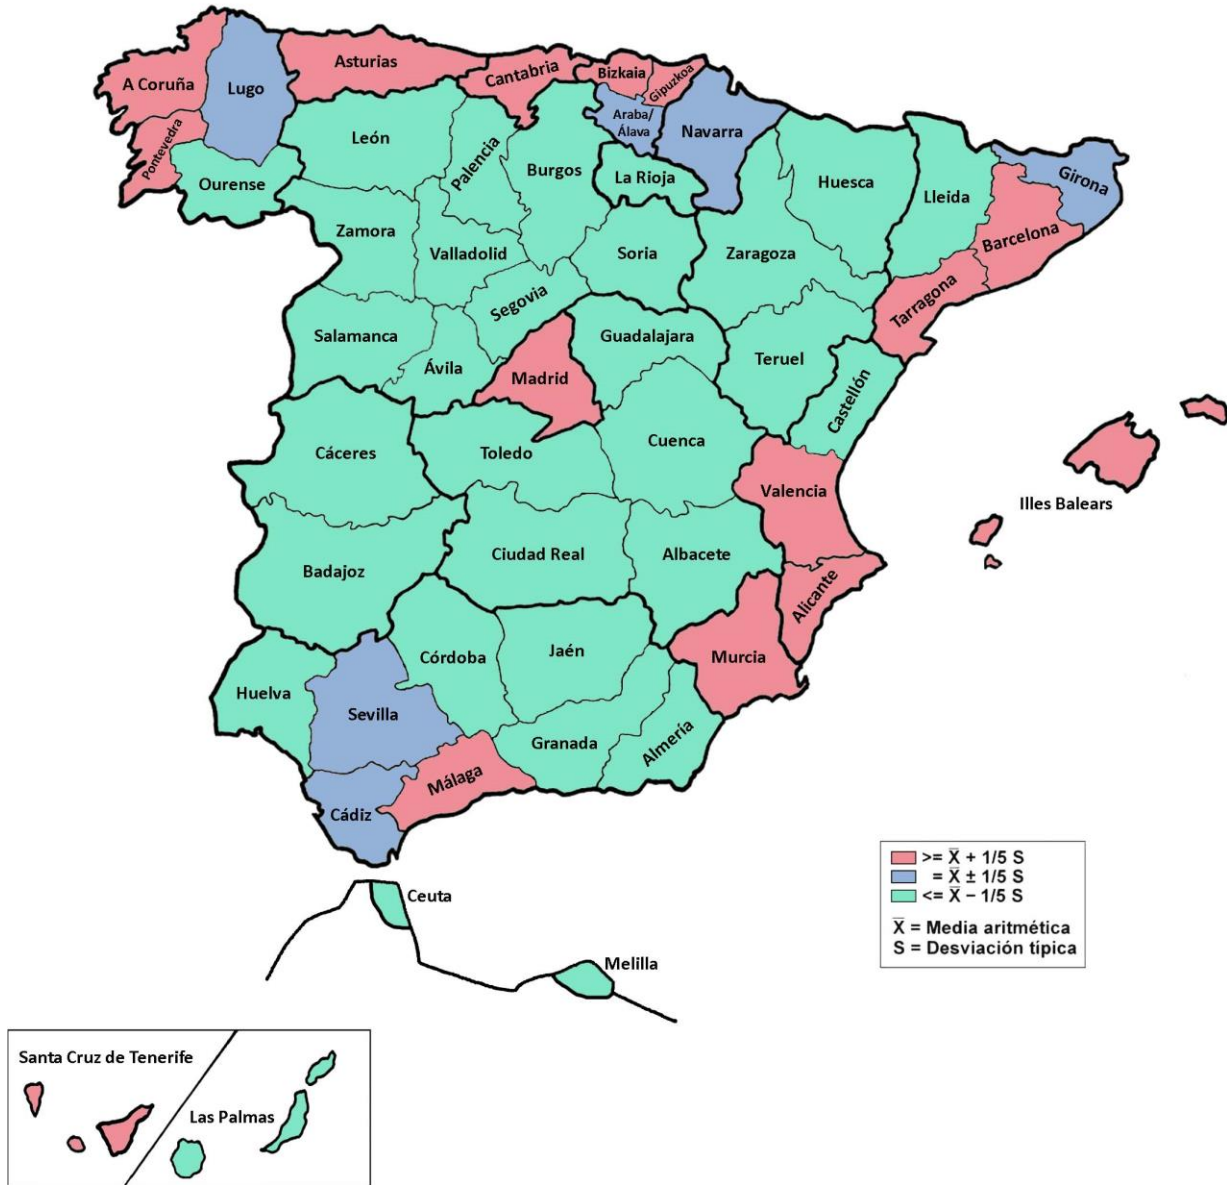 A Coruña
Lugo
Asturias
Cantabria
Bizkaia
Gipuzkoa
Araba/
Álava
Navarra
Pontevedra
Ourense
León
Palencia
Burgos
La Rioja
Huesca
Lleida
Girona
Barcelona
Zamora
Valladolid
Soria
Zaragoza
Segovia
Tarragona
Salamanca
Ávila
Madrid
Guadalajara
Teruel
Castellón
Cáceres
Toledo
Cuenca
Valencia
Illes Balears
Badajoz
Ciudad Real
Albacete
Alicante
Huelva
Sevilla
Córdoba
Jaén
Murcia
Granada
Almería
Málaga
Cádiz
Ceuta
Melilla
>= X̅ + 1/5 S
= X̅ ± 1/5 S
<= X̅ − 1/5 S
X̅ = Media aritmética
S = Desviación típica
Santa Cruz de Tenerife
Las Palmas